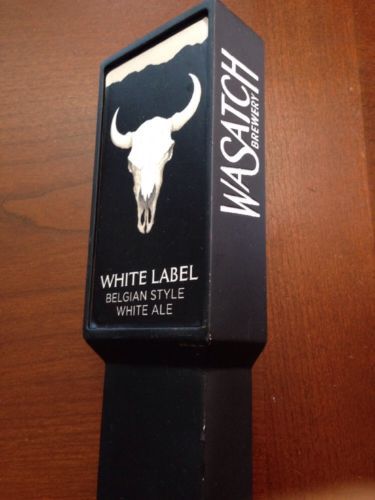 WHITE LABEL
BELGIAN STYLE
WHITE ALE
WASATCH
BREWERY